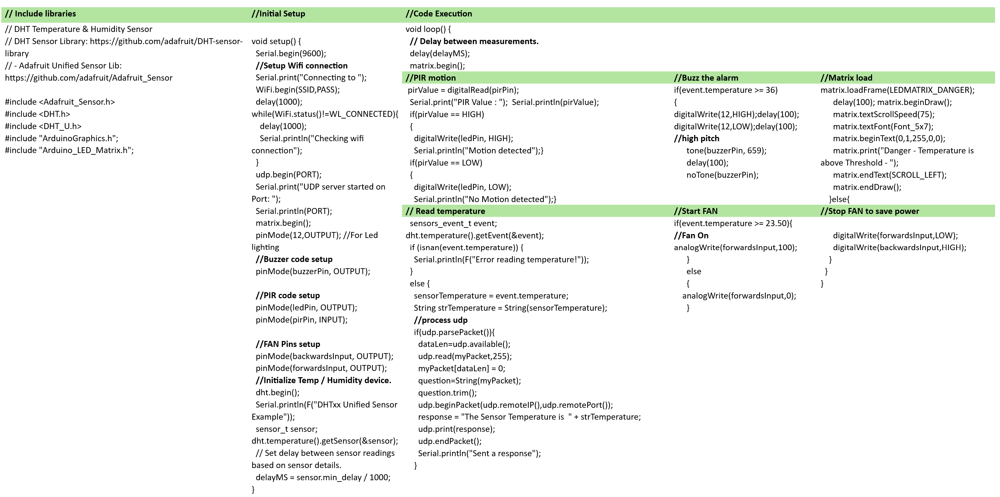 // Include libraries
// DHT Temperature & Humidity Sensor
// DHT Sensor Library: https://github.com/adafruit/DHT-sensor-
library
// - Adafruit Unified Sensor Lib:
https://github.com/adafruit/Adafruit_Sensor
#include <Adafruit_Sensor.h>
#include <DHT.h>
#include <DHT_U.h>
#include "ArduinoGraphics.h";
#include "Arduino_LED_Matrix.h";
//Initial Setup
void setup() {
Serial.begin(9600);
//Setup Wifi connection
Serial.print("Connecting to ");
WiFi.begin(SSID,PASS);
delay(1000);
while(WiFi.status()!=WL_CONNECTED){
delay(1000);
Serial.println("Checking wifi
connection");
}
udp.begin(PORT);
Serial.print("UDP server started on
Port: ");
Serial.println(PORT);
matrix.begin();
pinMode(12,OUTPUT); //For Led
lighting
//Buzzer code setup
pinMode(buzzerPin, OUTPUT);
//PIR code setup
pinMode(ledPin, OUTPUT);
pinMode(pirPin, INPUT);
//FAN Pins setup
pinMode(backwardsInput, OUTPUT);
pinMode(forwardsInput, OUTPUT);
//Initialize Temp / Humidity device.
dht.begin();
Serial.println(F("DHTxx Unified Sensor
Example"));
sensor_t sensor;
dht.temperature().getSensor(&sensor);
// Set delay between sensor readings
based on sensor details.
delayMS = sensor.min_delay / 1000;
}
//Code Execution
void loop() {
// Delay between measurements.
delay(delayMS);
matrix.begin();
//PIR motion
pirValue = digitalRead(pirPin);
Serial.print("PIR Value : ");  Serial.println(pirValue);
if(pirValue == HIGH)
{
digitalWrite(ledPin, HIGH);
Serial.println("Motion detected");}
if(pirValue == LOW)
{
digitalWrite(ledPin, LOW);
Serial.println("No Motion detected");}
//Buzz the alarm
if(event.temperature >= 36)
{
digitalWrite(12,HIGH);delay(100);
digitalWrite(12,LOW);delay(100);
//high pitch
tone(buzzerPin, 659);
delay(100);
noTone(buzzerPin);
//Matrix load
matrix.loadFrame(LEDMATRIX_DANGER);
delay(100); matrix.beginDraw();
matrix.textScrollSpeed(75);
matrix.textFont(Font_5x7);
matrix.beginText(0,1,255,0,0);
matrix.print("Danger - Temperature is
above Threshold - ");
matrix.endText(SCROLL_LEFT);
matrix.endDraw();
}else{
// Read temperature
sensors_event_t event;
dht.temperature().getEvent(&event);
if (isnan(event.temperature)) {
Serial.println(F("Error reading temperature!"));
}
else {
sensorTemperature = event.temperature;
String strTemperature = String(sensorTemperature);
//process udp
if(udp.parsePacket()){
dataLen=udp.available();
udp.read(myPacket,255);
myPacket[dataLen] = 0;
question=String(myPacket);
question.trim();
udp.beginPacket(udp.remoteIP(),udp.remotePort());
response = "The Sensor Temperature is  " + strTemperature;
udp.print(response);
udp.endPacket();
Serial.println("Sent a response");
}
//Start FAN
if(event.temperature >= 23.50){
//Fan On
analogWrite(forwardsInput,100);
}
else
{
analogWrite(forwardsInput,0);
}
//Stop FAN to save power
digitalWrite(forwardsInput,LOW);
digitalWrite(backwardsInput,HIGH);
}
}
}